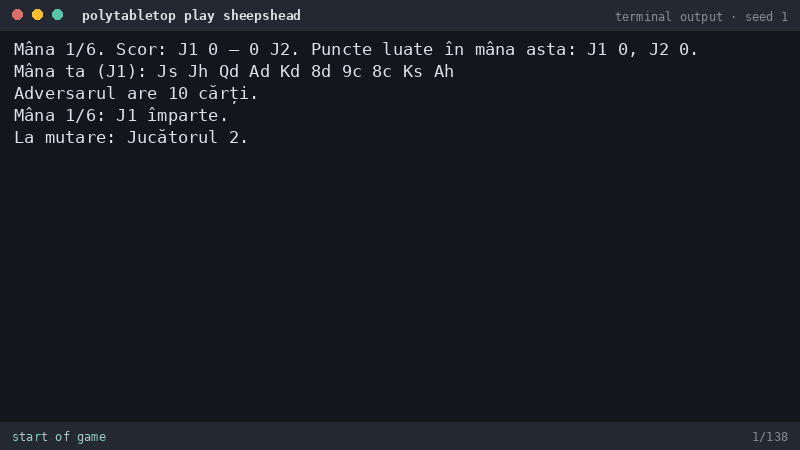 polytabletop play sheepshead
terminal output · seed 1
Mâna 1/6. Scor: J1 0 – 0 J2. Puncte luate în mâna asta: J1 0, J2 0.
Mâna ta (J1): Js Jh Qd Ad Kd 8d 9c 8c Ks Ah
Adversarul are 10 cărți.
Mâna 1/6: J1 împarte.
La mutare: Jucătorul 2.
start of game
1/138